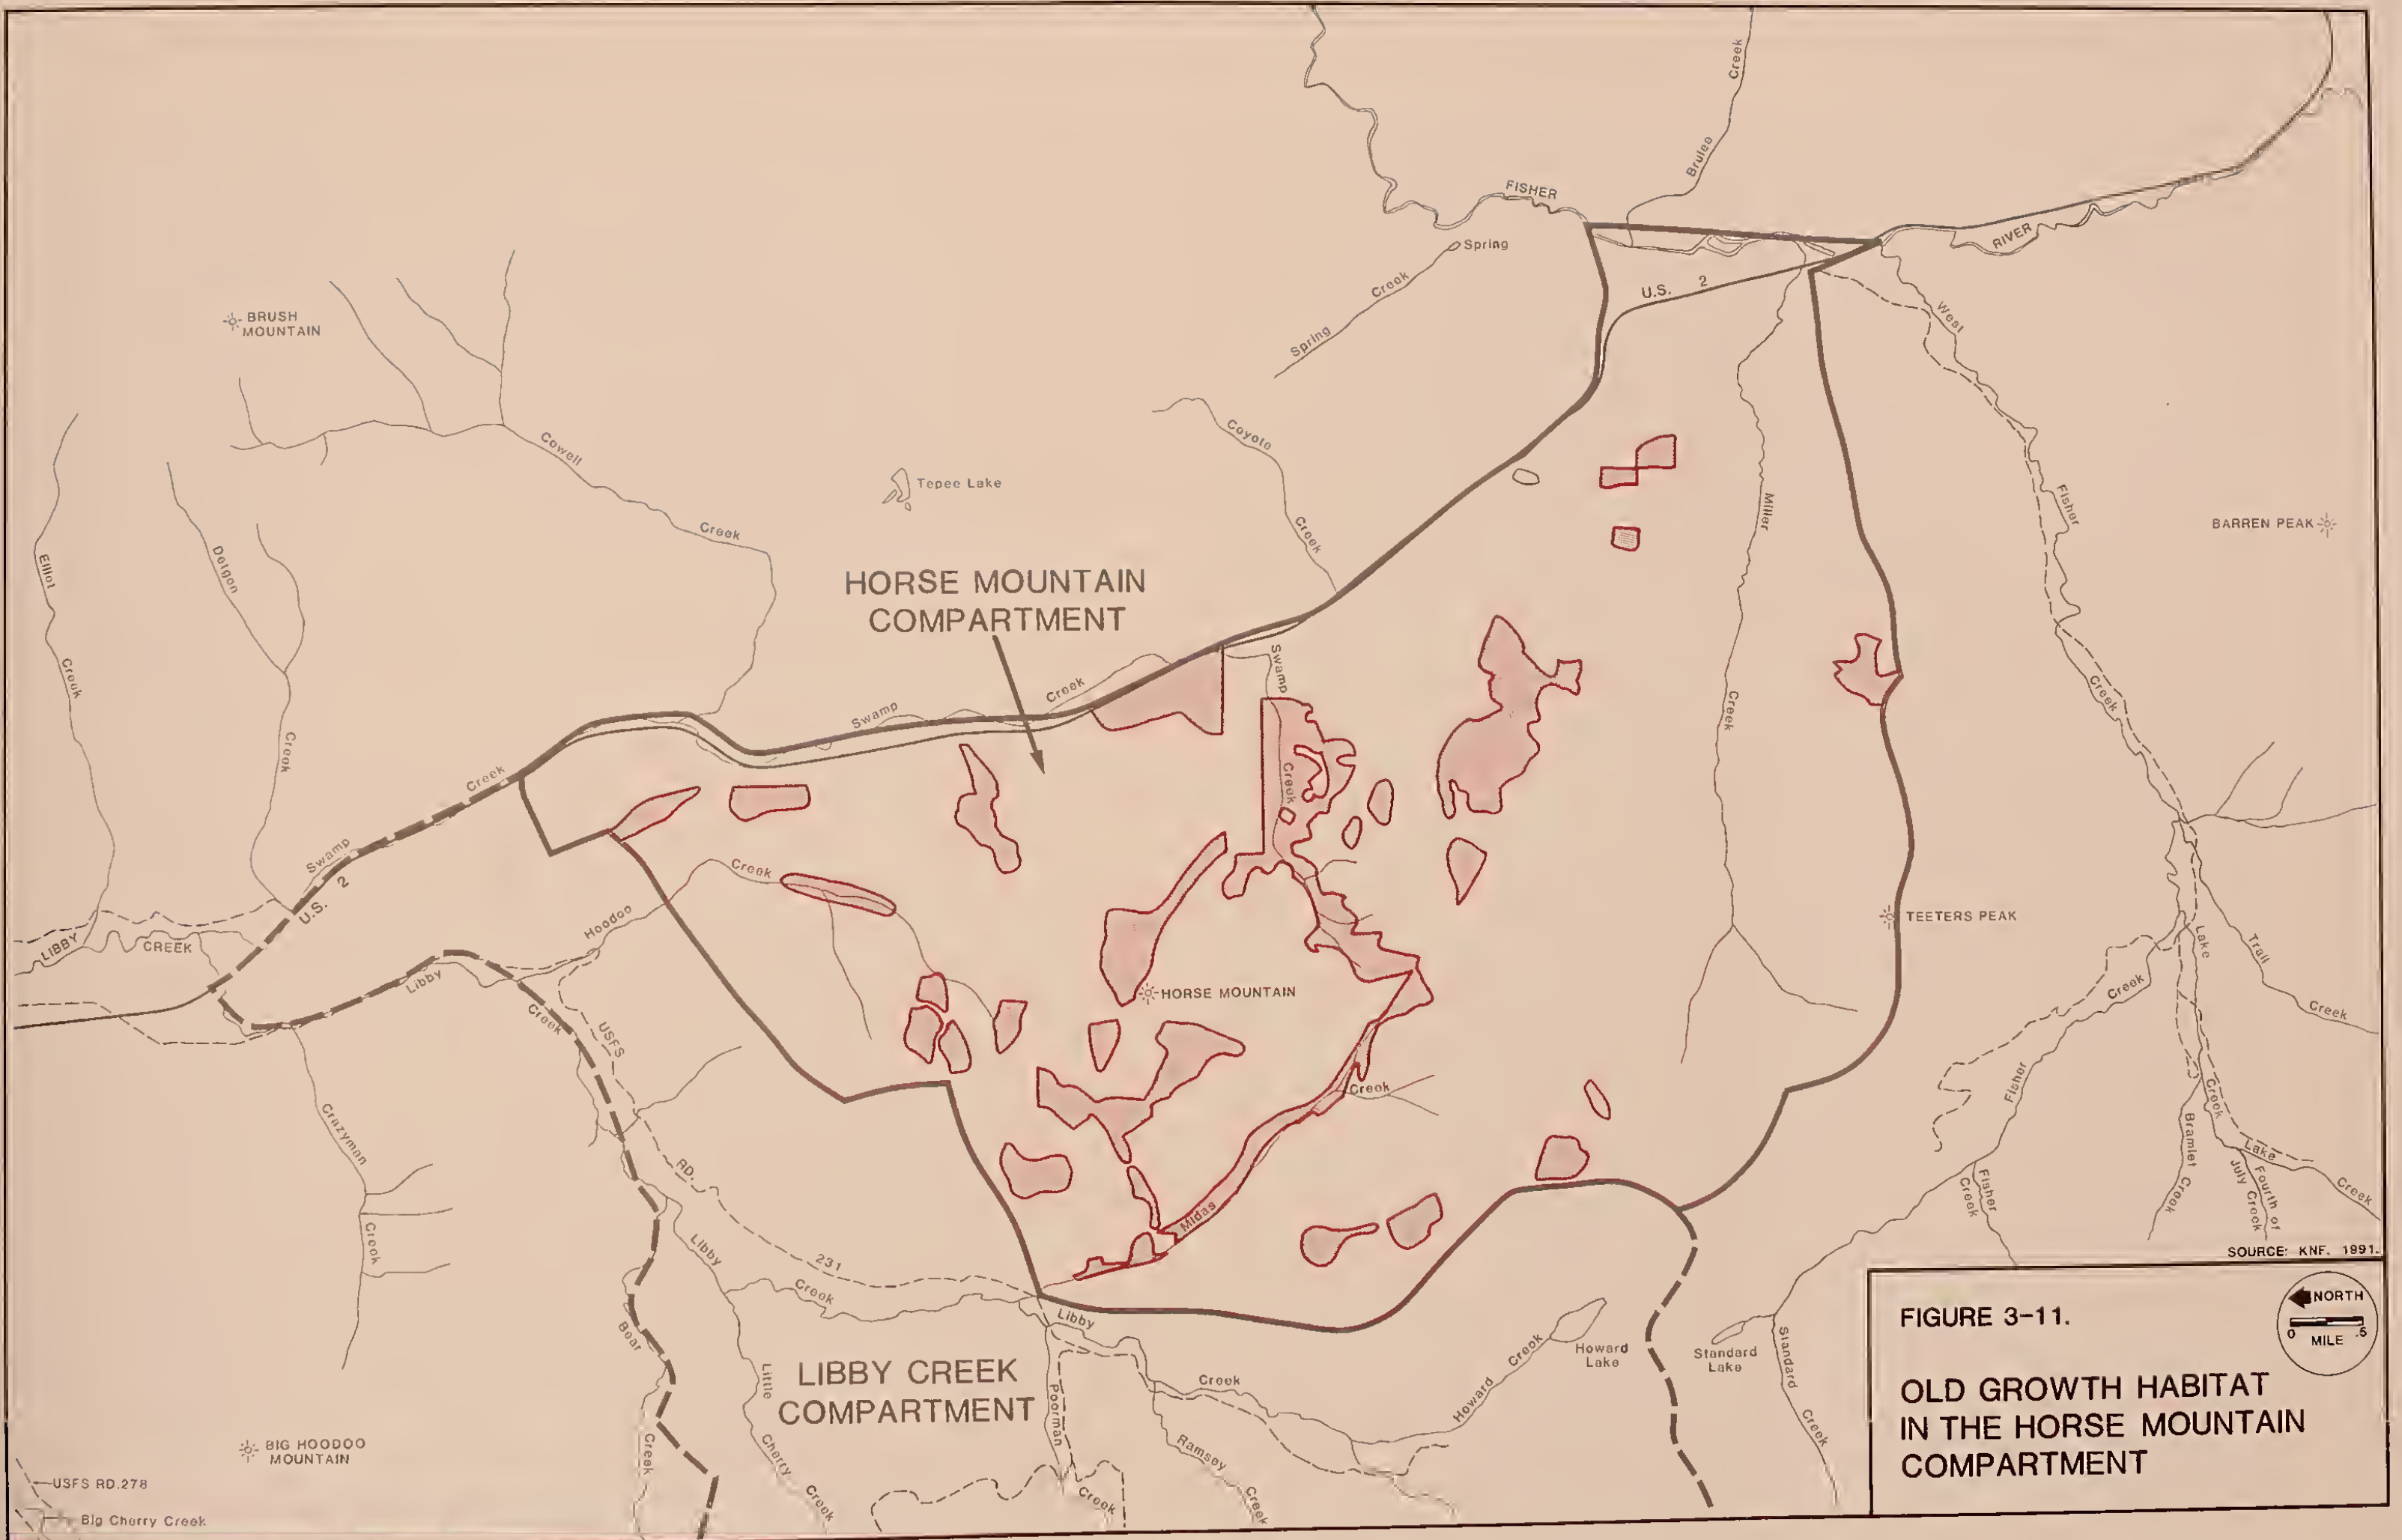 Creek
Brulee
FISHER
RIVER
Spring
Creek
Spring
U.S. 2
West
BRUSH
MOUNTAIN
Cowell
Creek
Tepee Lake
Coyote
Creek
Miller
Creek
Fisher
Creek
BARREN PEAK
Elliot
Creek
Detgon
Creek
HORSE MOUNTAIN
COMPARTMENT
Swamp
Creek
Swamp
Creek
Swamp
Creek
U.S. 2
LIBBY
CREEK
Hoodoo
Creek
Libby
Creek
HORSE MOUNTAIN
TEETERS PEAK
Lake
Creek
Trail
Creek
Fisher
Creek
USFS
RD.
231
Crazyman
Creek
Creek
Midas
Bramlet
Creek
Lake
Creek
Fourth of
July Creek
Fisher
Creek
Libby
Creek
Libby
Creek
Bear
Creek
Little
Cherry
Creek
LIBBY CREEK
COMPARTMENT
Poorman
Creek
Ramsey
Creek
Howard
Creek
Howard
Lake
Standard
Lake
Standard
Creek
BIG HOODOO
MOUNTAIN
USFS RD.278
Big Cherry Creek
SOURCE: KNF. 1991.
FIGURE 3-11.
NORTH
0 .5
MILE
OLD GROWTH HABITAT
IN THE HORSE MOUNTAIN
COMPARTMENT